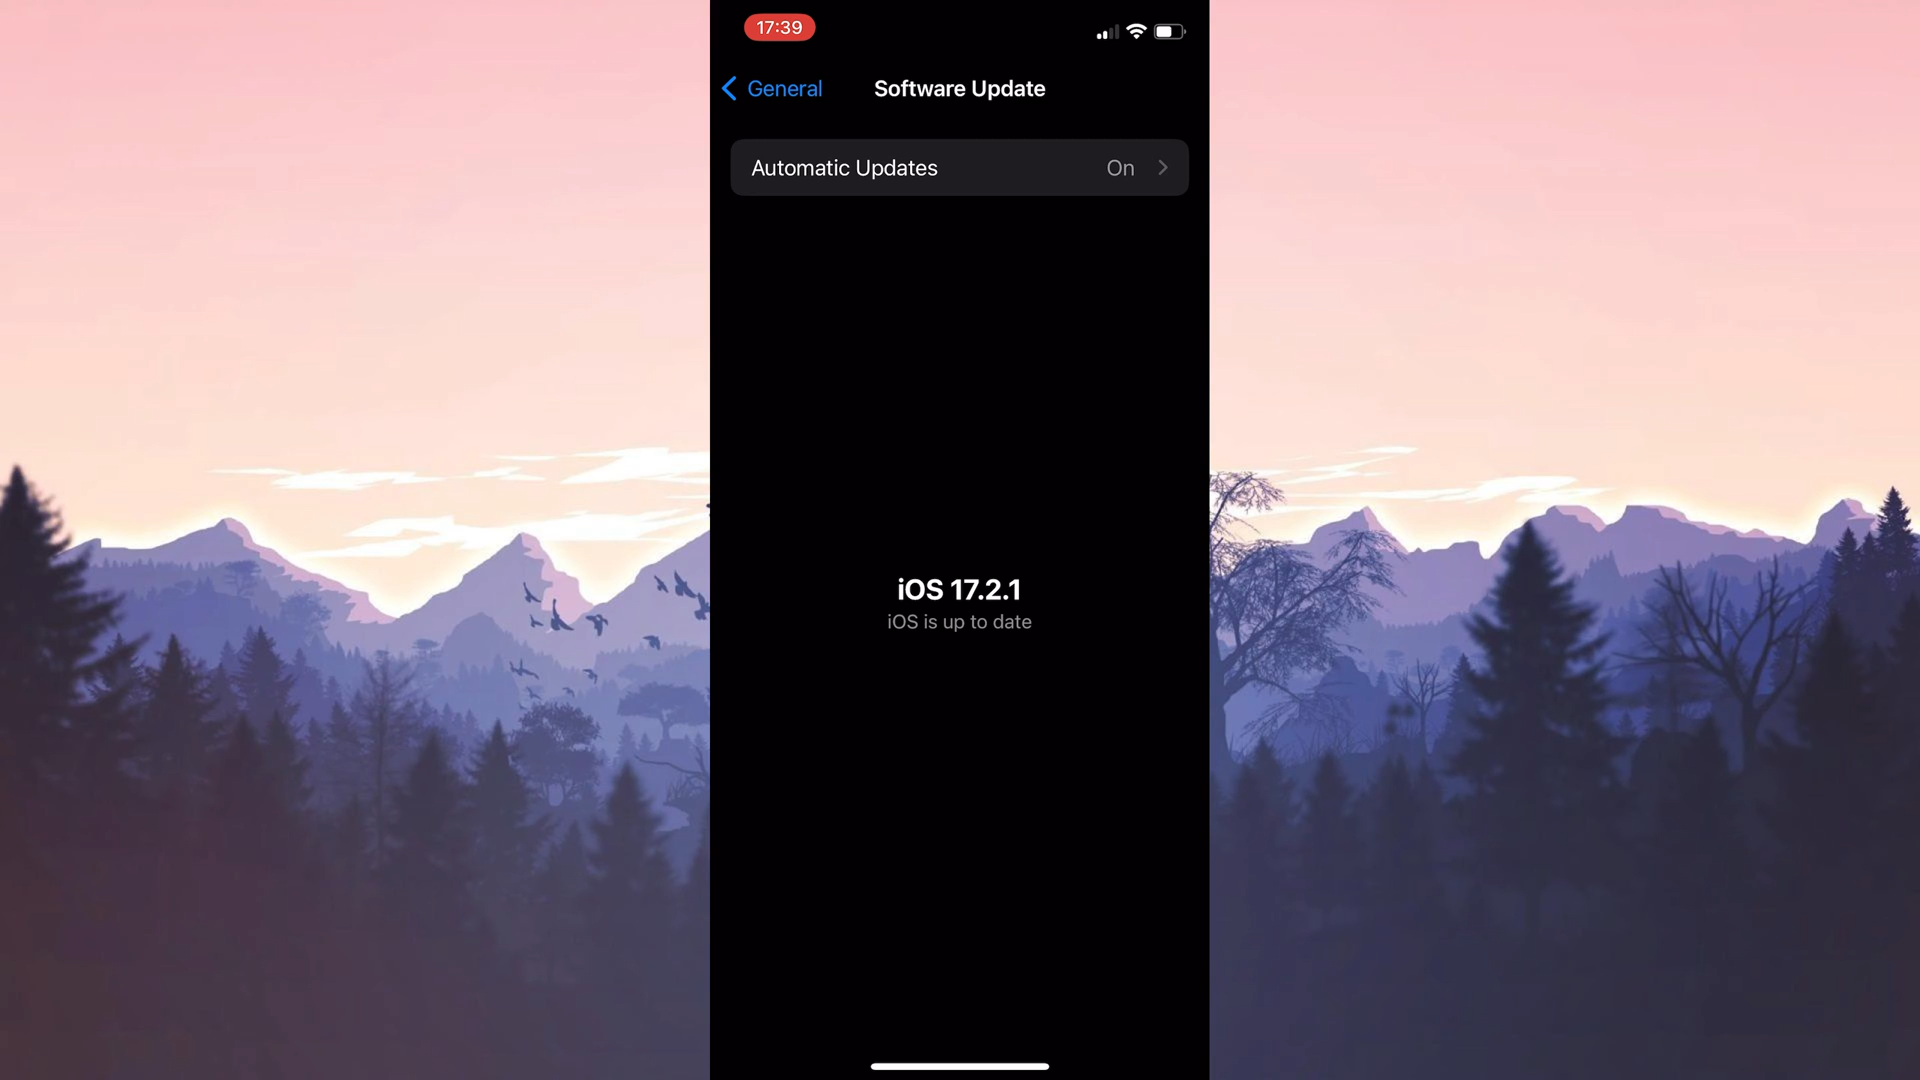 17:39
General
Software Update
Automatic Updates On
iOS 17.2.1
iOS is up to date